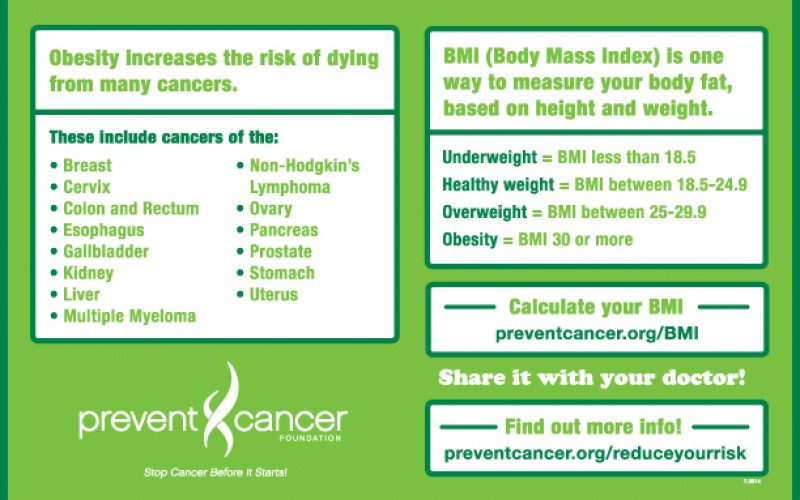 Obesity increases the risk of dying
from many cancers.
These include cancers of the:
• Breast
• Cervix
• Colon and Rectum
• Esophagus
• Gallbladder
• Kidney
• Liver
• Multiple Myeloma
• Non-Hodgkin's
Lymphoma
• Ovary
• Pancreas
• Prostate
• Stomach
• Uterus
prevent cancer
FOUNDATION
Stop Cancer Before It Starts!
BMI (Body Mass Index) is one
way to measure your body fat,
based on height and weight.
Underweight = BMI less than 18.5
Healthy weight = BMI between 18.5-24.9
Overweight = BMI between 25-29.9
Obesity = BMI 30 or more
Calculate your BMI
preventcancer.org/BMI
Share it with your doctor!
Find out more info!
preventcancer.org/reduceyourrisk